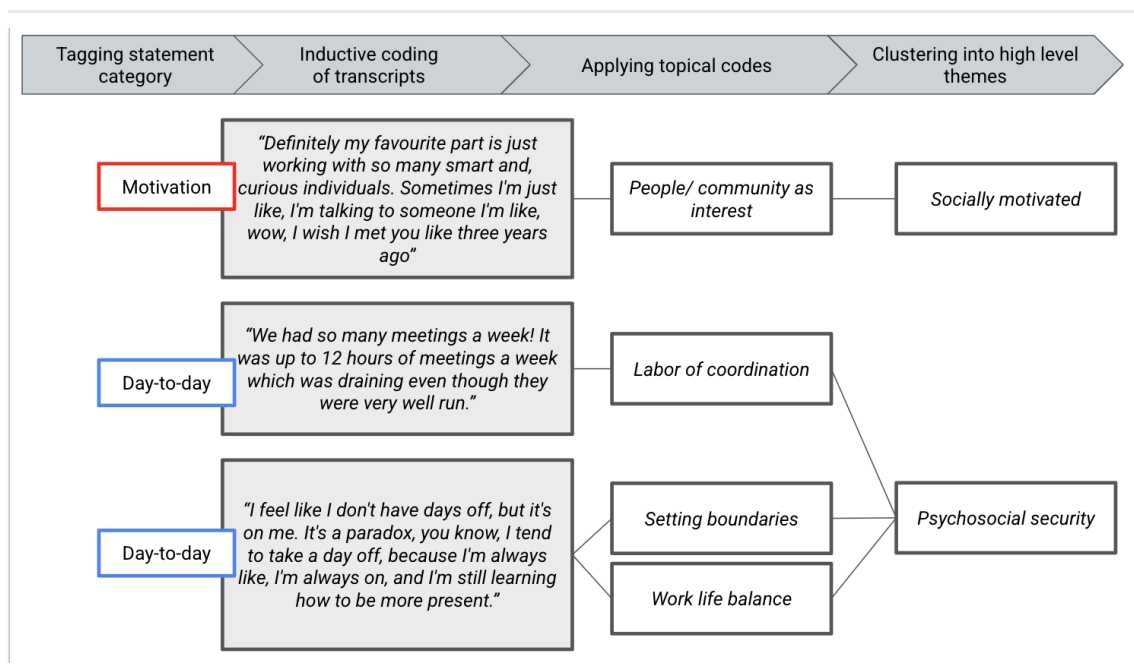 Tagging statement
category
Inductive coding
of transcripts
Applying topical codes
Clustering into high level
themes
Motivation
“Definitely my favourite part is just
working with so many smart and,
curious individuals. Sometimes I'm just
like, I'm talking to someone I'm like,
wow, I wish I met you like three years
ago”
People/ community as
interest
Socially motivated
Day-to-day
“We had so many meetings a week! It
was up to 12 hours of meetings a week
which was draining even though they
were very well run.”
Labor of coordination
Day-to-day
“I feel like I don't have days off, but it's
on me. It's a paradox, you know, I tend
to take a day off, because I'm always
like, I'm always on, and I'm still learning
how to be more present.”
Setting boundaries
Work life balance
Psychosocial security